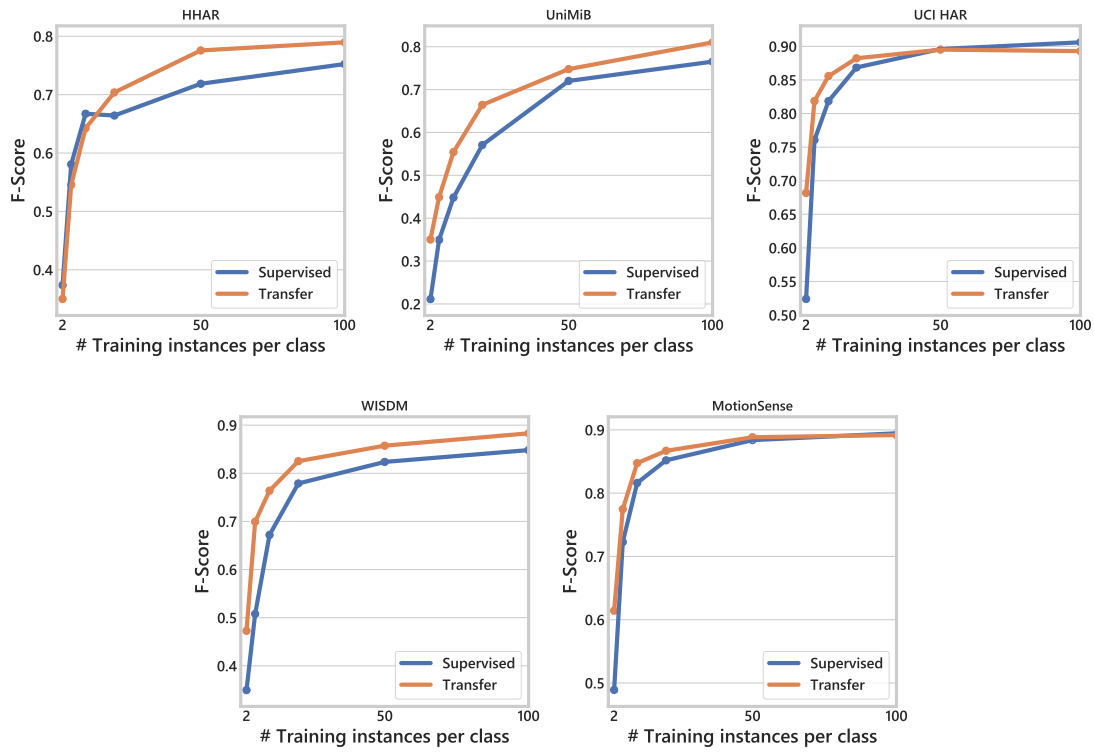 HHAR
0.8
0.7
0.6
0.5
0.4
F-Score
Supervised
Transfer
2
50
100
# Training instances per class
UniMiB
0.8
0.7
0.6
0.5
0.4
0.3
0.2
F-Score
Supervised
Transfer
2
50
100
# Training instances per class
UCI HAR
0.90
0.85
0.80
0.75
0.70
0.65
0.60
0.55
0.50
F-Score
Supervised
Transfer
2
50
100
# Training instances per class
WISDM
0.9
0.8
0.7
0.6
0.5
0.4
F-Score
Supervised
Transfer
2
50
100
# Training instances per class
MotionSense
0.9
0.8
0.7
0.6
0.5
F-Score
Supervised
Transfer
2
50
100
# Training instances per class